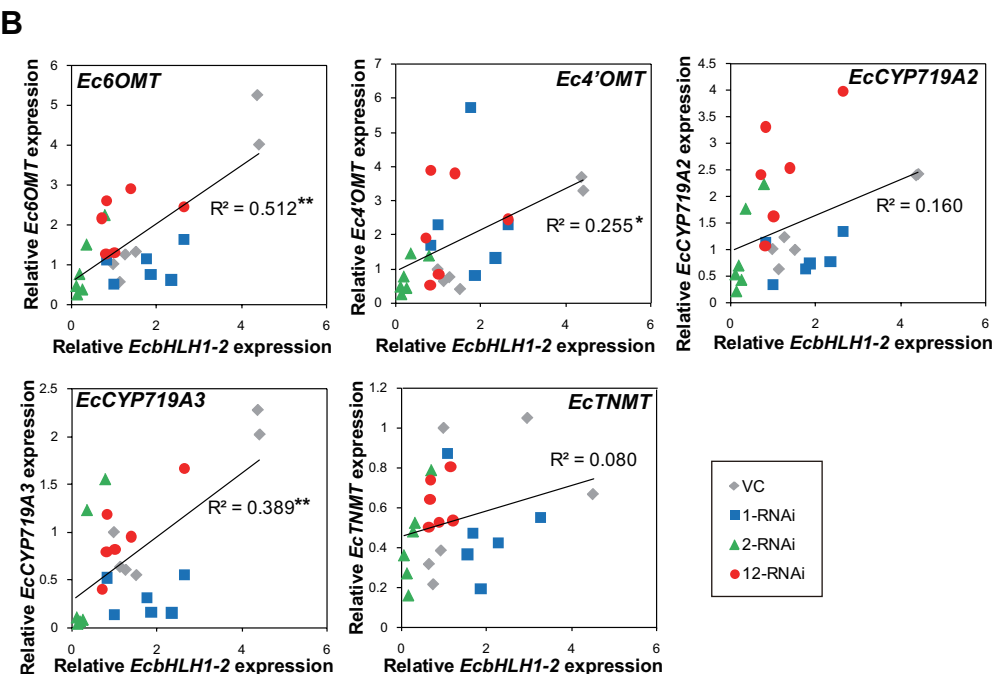 B
Ec6OMT
Relative Ec6OMT expression
6
5
4
3
2
1
0
R² = 0.512**
0 2 4 6
Relative EcbHLH1-2 expression
Ec4'OMT
Relative Ec4'OMT expression
7
6
5
4
3
2
1
0
R² = 0.255*
0 2 4 6
Relative EcbHLH1-2 expression
EcCYP719A2
Relative EcCYP719A2 expression
4.5
4
3.5
3
2.5
2
1.5
1
0.5
0
R² = 0.160
0 2 4 6
Relative EcbHLH1-2 expression
EcCYP719A3
Relative EcCYP719A3 expression
2.5
2
1.5
1
0.5
0
R² = 0.389**
0 2 4 6
Relative EcbHLH1-2 expression
EcTNMT
Relative EcTNMT expression
1.2
1
0.8
0.6
0.4
0.2
0
R² = 0.080
0 2 4 6
Relative EcbHLH1-2 expression
VC
1-RNAi
2-RNAi
12-RNAi